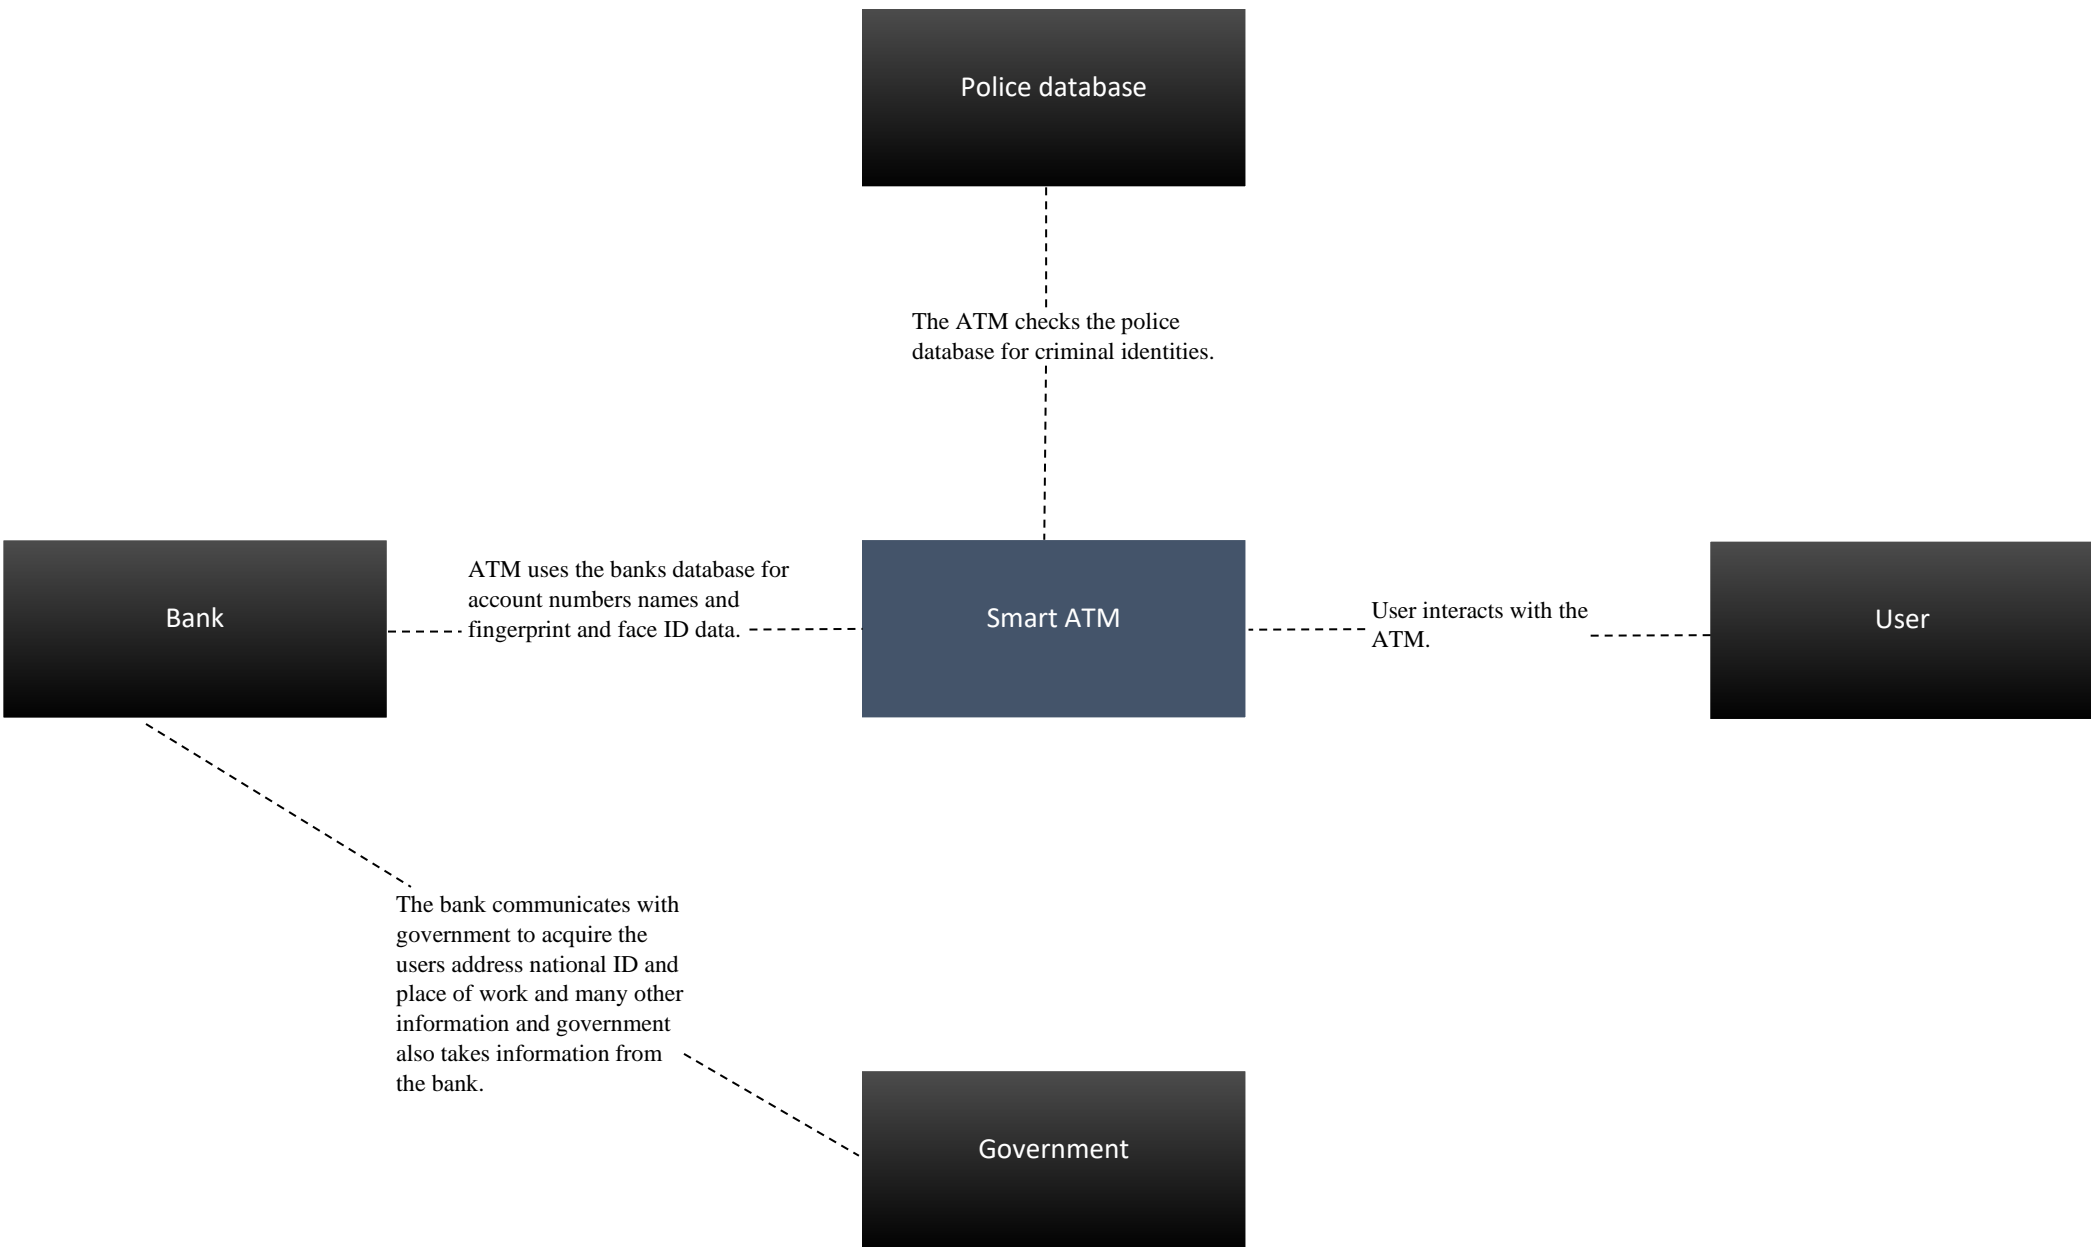 Police database
The ATM checks the police
database for criminal identities.
Bank
ATM uses the banks database for
account numbers names and
fingerprint and face ID data.
Smart ATM
User interacts with the
ATM.
User
The bank communicates with
government to acquire the
users address national ID and
place of work and many other
information and government
also takes information from
the bank.
Government